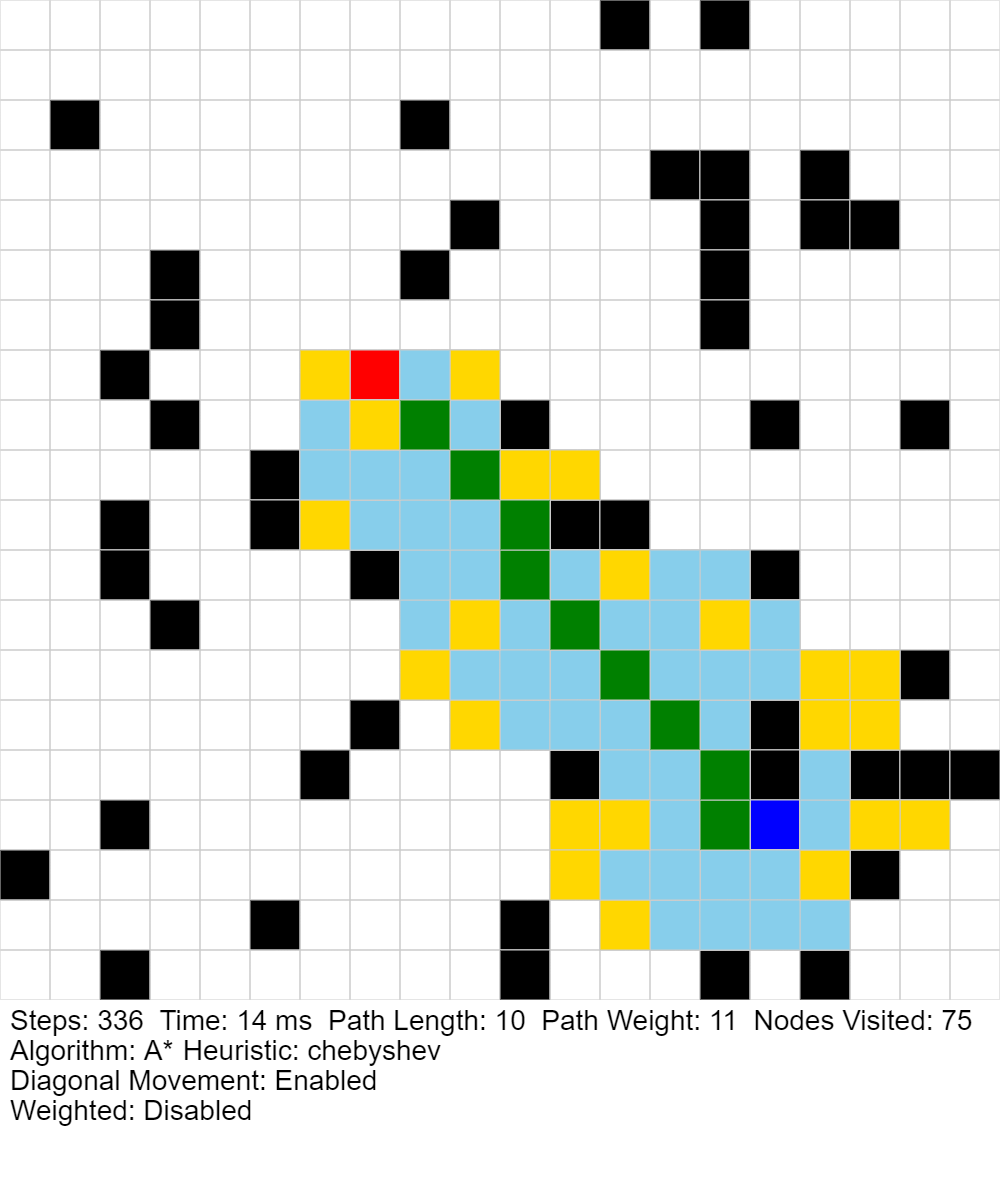 Steps: 336  Time: 14 ms  Path Length: 10  Path Weight: 11  Nodes Visited: 75
Algorithm: A* Heuristic: chebyshev
Diagonal Movement: Enabled
Weighted: Disabled